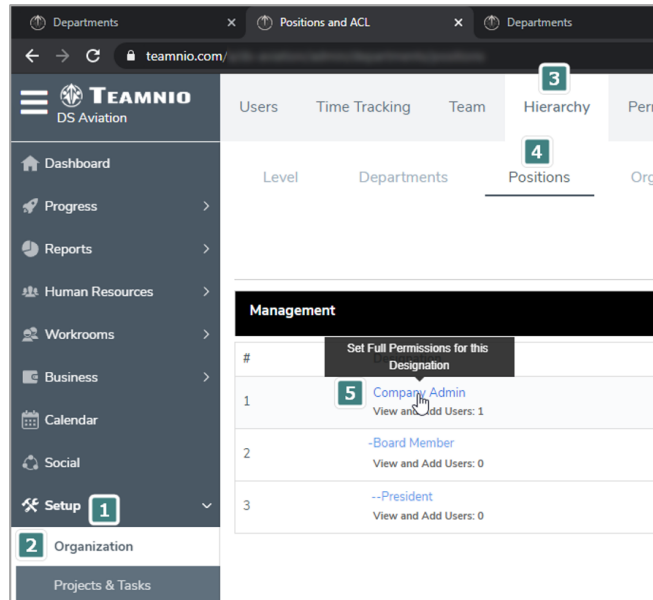 Departments
Positions and ACL
Departments
teamnio.com/
TEAMNIO
DS Aviation
3
Users Time Tracking Team Hierarchy Per
4
Level Departments Positions Org
Dashboard
Progress
Reports
Human Resources
Workrooms
Business
Calendar
Social
Setup 1
2 Organization
Projects & Tasks
Management
#
Set Full Permissions for this
Designation
1
5 Company Admin
View and Add Users: 1
2
-Board Member
View and Add Users: 0
3
--President
View and Add Users: 0